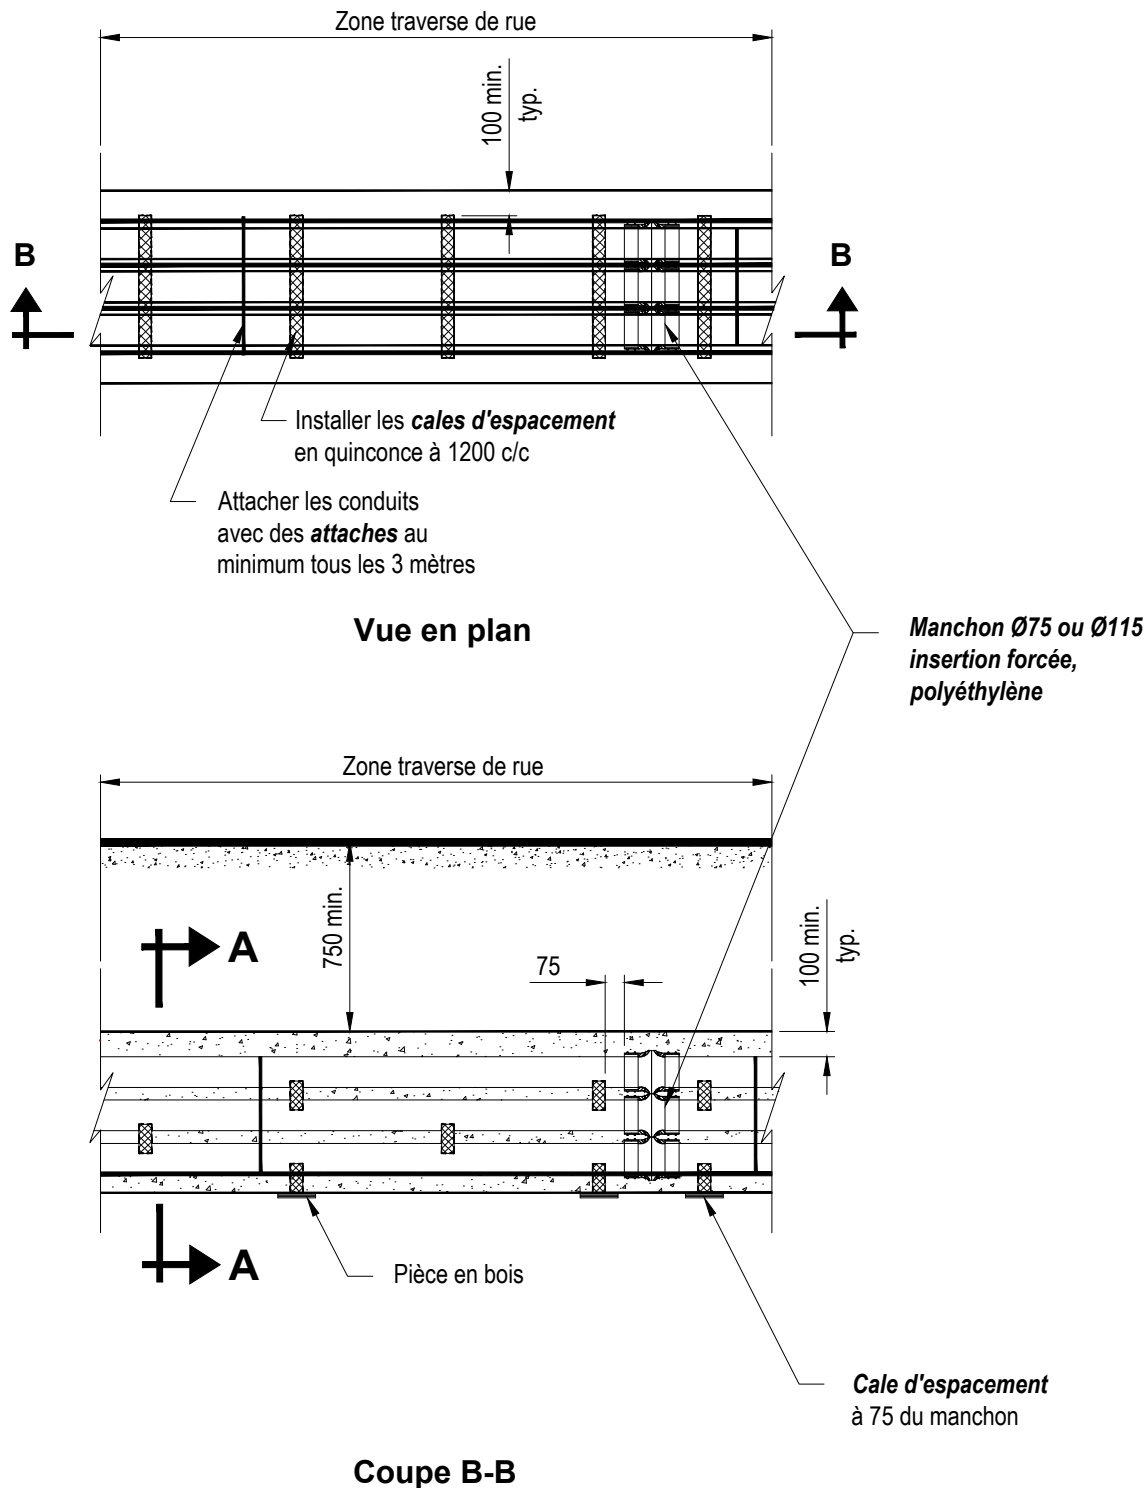 Zone traverse de rue
100 min.
typ.
B
B
Installer les cales d'espacement
en quinconce à 1200 c/c
Attacher les conduits
avec des attaches au
minimum tous les 3 mètres
Vue en plan
Manchon Ø75 ou Ø115
insertion forcée,
polyéthylène
Zone traverse de rue
750 min.
A
75
100 min.
typ.
A
Pièce en bois
Cale d'espacement
à 75 du manchon
Coupe B-B